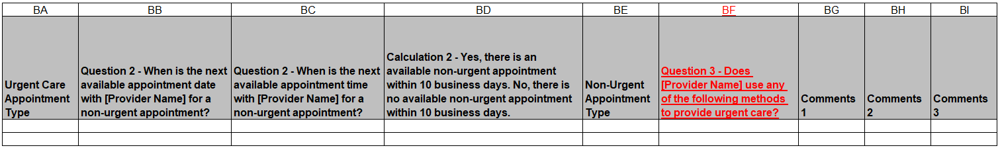 BA BB BC BD BE BF BG BH BI
Urgent Care
Appointment
Type
Question 2 - When is the next
available appointment date
with [Provider Name] for a
non-urgent appointment?
Question 2 - When is the next
available appointment time
with [Provider Name] for a
non-urgent appointment?
Calculation 2 - Yes, there is an
available non-urgent appointment
within 10 business days. No, there is
no available non-urgent appointment
within 10 business days.
Non-Urgent
Appointment
Type
Question 3 - Does
[Provider Name] use any
of the following methods
to provide urgent care?
Comments
1
Comments
2
Comments
3